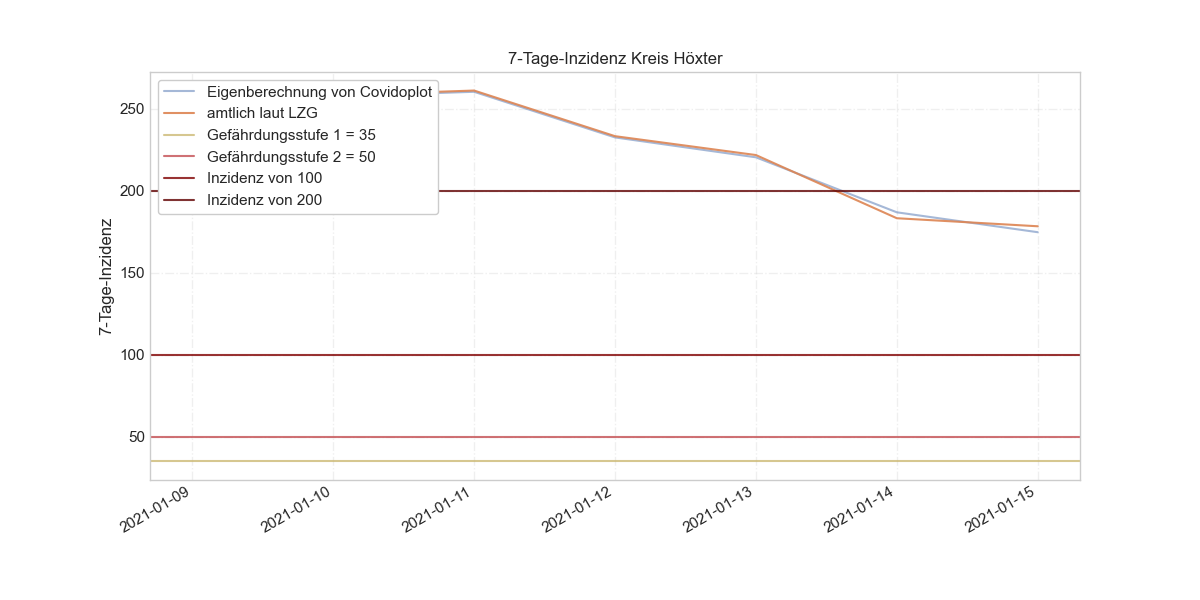 7-Tage-Inzidenz Kreis Höxter
Eigenberechnung von Covidoplot
amtlich laut LZG
Gefährdungsstufe 1 = 35
Gefährdungsstufe 2 = 50
Inzidenz von 100
Inzidenz von 200
7-Tage-Inzidenz
250
200
150
100
50
2021-01-09
2021-01-10
2021-01-11
2021-01-12
2021-01-13
2021-01-14
2021-01-15